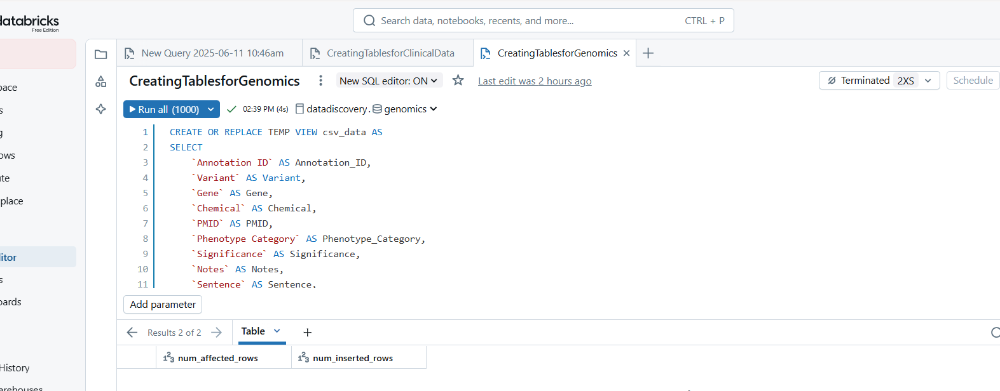 databricks
Free Edition
Search data, notebooks, recents, and more...
CTRL + P
New Query 2025-06-11 10:46am
CreatingTablesforClinicalData
CreatingTablesforGenomics
CreatingTablesforGenomics
New SQL editor: ON
Last edit was 2 hours ago
Terminated 2XS
Schedule
Run all (1000)
02:39 PM (4s)
datadiscovery.
genomics
1 CREATE OR REPLACE TEMP VIEW csv_data AS
2 SELECT
3 `Annotation ID` AS Annotation_ID,
4 `Variant` AS Variant,
5 `Gene` AS Gene,
6 `Chemical` AS Chemical,
7 `PMID` AS PMID,
8 `Phenotype Category` AS Phenotype_Category,
9 `Significance` AS Significance,
10 `Notes` AS Notes,
11 `Sentence` AS Sentence,
Add parameter
Results 2 of 2
Table
num_affected_rows
num_inserted_rows
pace
s
g
ows
te
place
itor
s
oards
History
arehouses